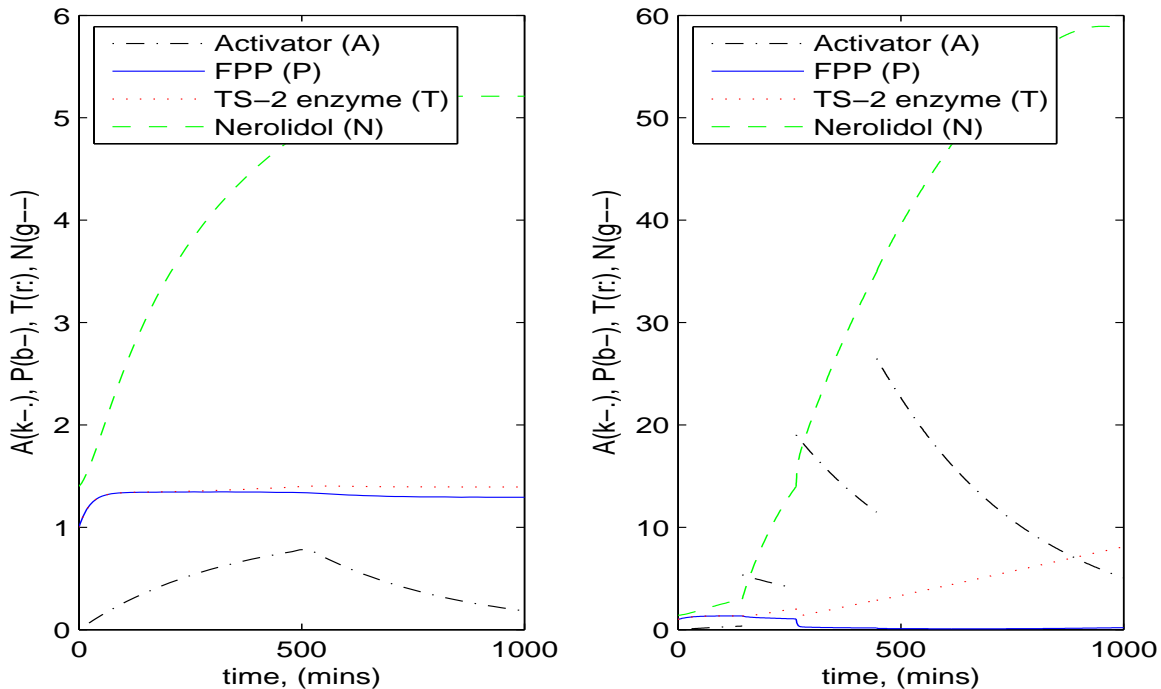 6
5
4
3
2
1
0
0
500
1000
time, (mins)
A(k−.), P(b−), T(r:), N(g−−)
Activator (A)
FPP (P)
TS−2 enzyme (T)
Nerolidol (N)
60
50
40
30
20
10
0
0
500
1000
time, (mins)
A(k−.), P(b−), T(r:), N(g−−)
Activator (A)
FPP (P)
TS−2 enzyme (T)
Nerolidol (N)